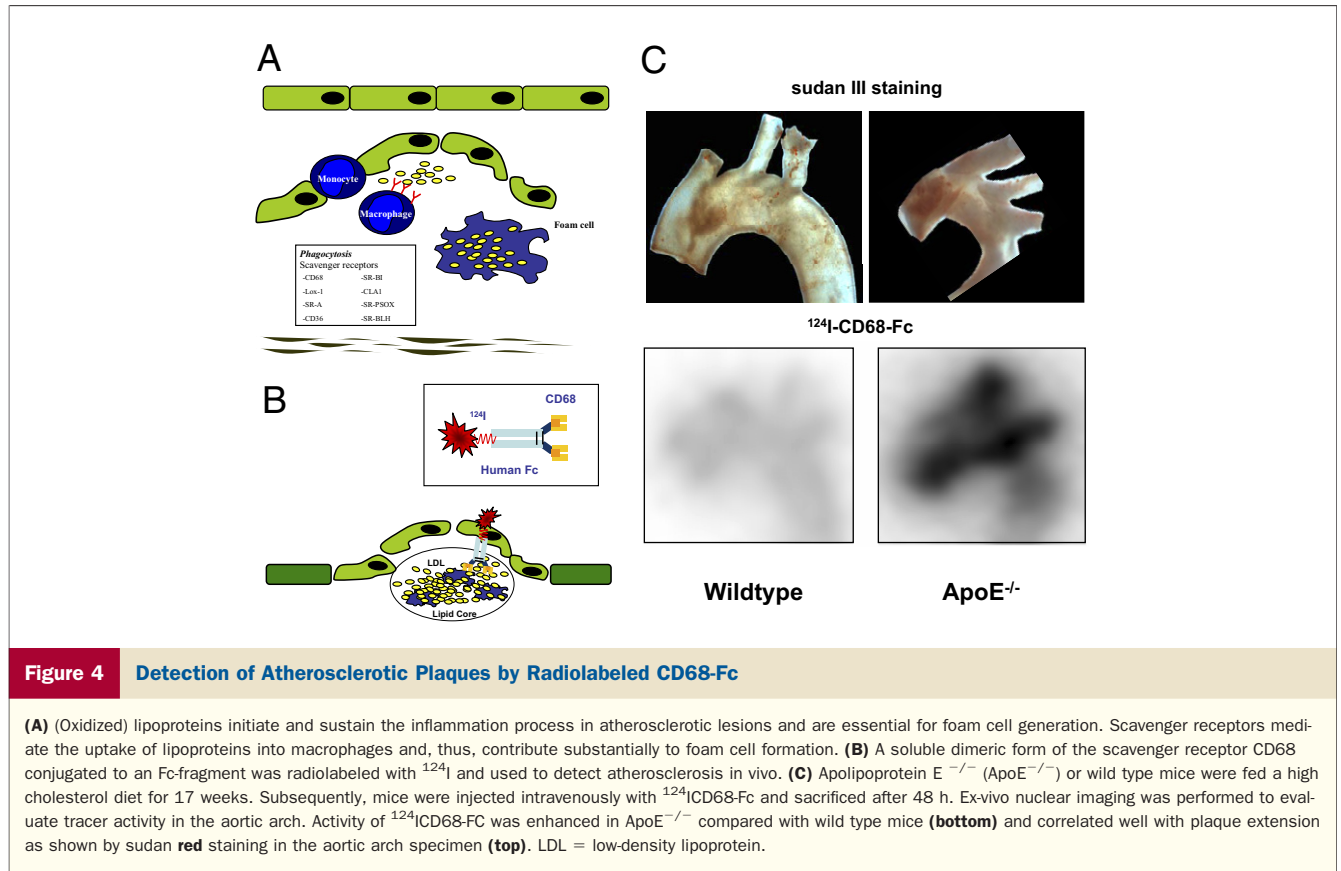 A
Monocyte
Macrophage
Foam cell
Phagocytosis
Scavenger receptors
-CD68 -SR-BI
-Lox-1 -CLA1
-SR-A -SR-PSOX
-CD36 -SR-BLH
B
CD68
124I
Human Fc
LDL
Lipid Core
C
sudan III staining
124I-CD68-Fc
Wildtype ApoE-/-
Figure 4 Detection of Atherosclerotic Plaques by Radiolabeled CD68-Fc
(A) (Oxidized) lipoproteins initiate and sustain the inflammation process in atherosclerotic lesions and are essential for foam cell generation. Scavenger receptors medi-
ate the uptake of lipoproteins into macrophages and, thus, contribute substantially to foam cell formation. (B) A soluble dimeric form of the scavenger receptor CD68
conjugated to an Fc-fragment was radiolabeled with 124I and used to detect atherosclerosis in vivo. (C) Apolipoprotein E −/− (ApoE−/−) or wild type mice were fed a high
cholesterol diet for 17 weeks. Subsequently, mice were injected intravenously with 124ICD68-Fc and sacrificed after 48 h. Ex-vivo nuclear imaging was performed to eval-
uate tracer activity in the aortic arch. Activity of 124ICD68-FC was enhanced in ApoE−/− compared with wild type mice (bottom) and correlated well with plaque extension
as shown by sudan red staining in the aortic arch specimen (top). LDL = low-density lipoprotein.